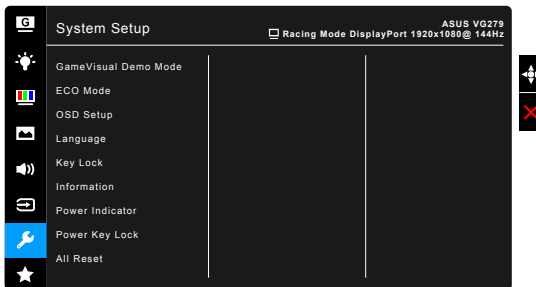 G
System Setup
ASUS VG279
Racing Mode DisplayPort 1920x1080@ 144Hz
GameVisual Demo Mode
ECO Mode
OSD Setup
Language
Key Lock
Information
Power Indicator
Power Key Lock
All Reset